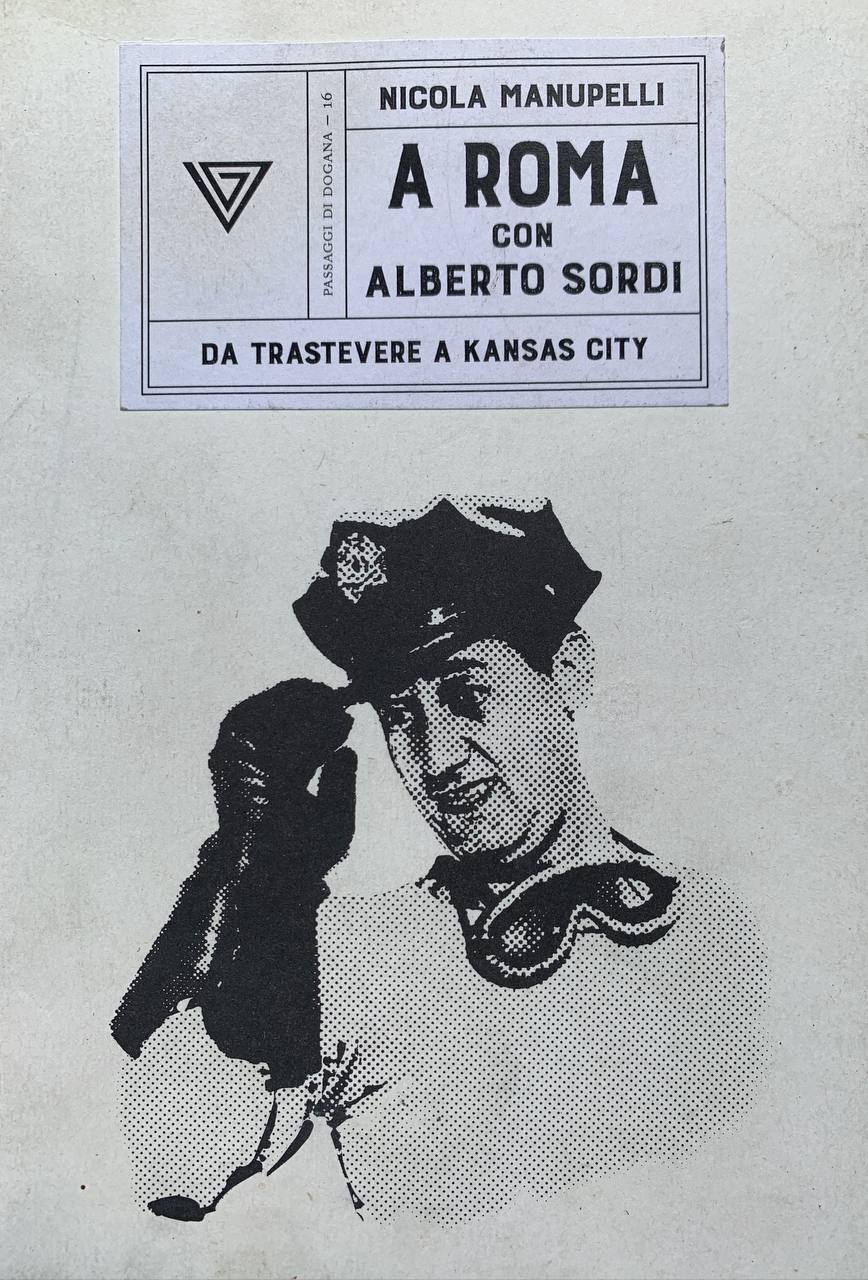 PASSAGGI DI DOGANA – 16
NICOLA MANUPELLI
A ROMA
CON
ALBERTO SORDI
DA TRASTEVERE A KANSAS CITY